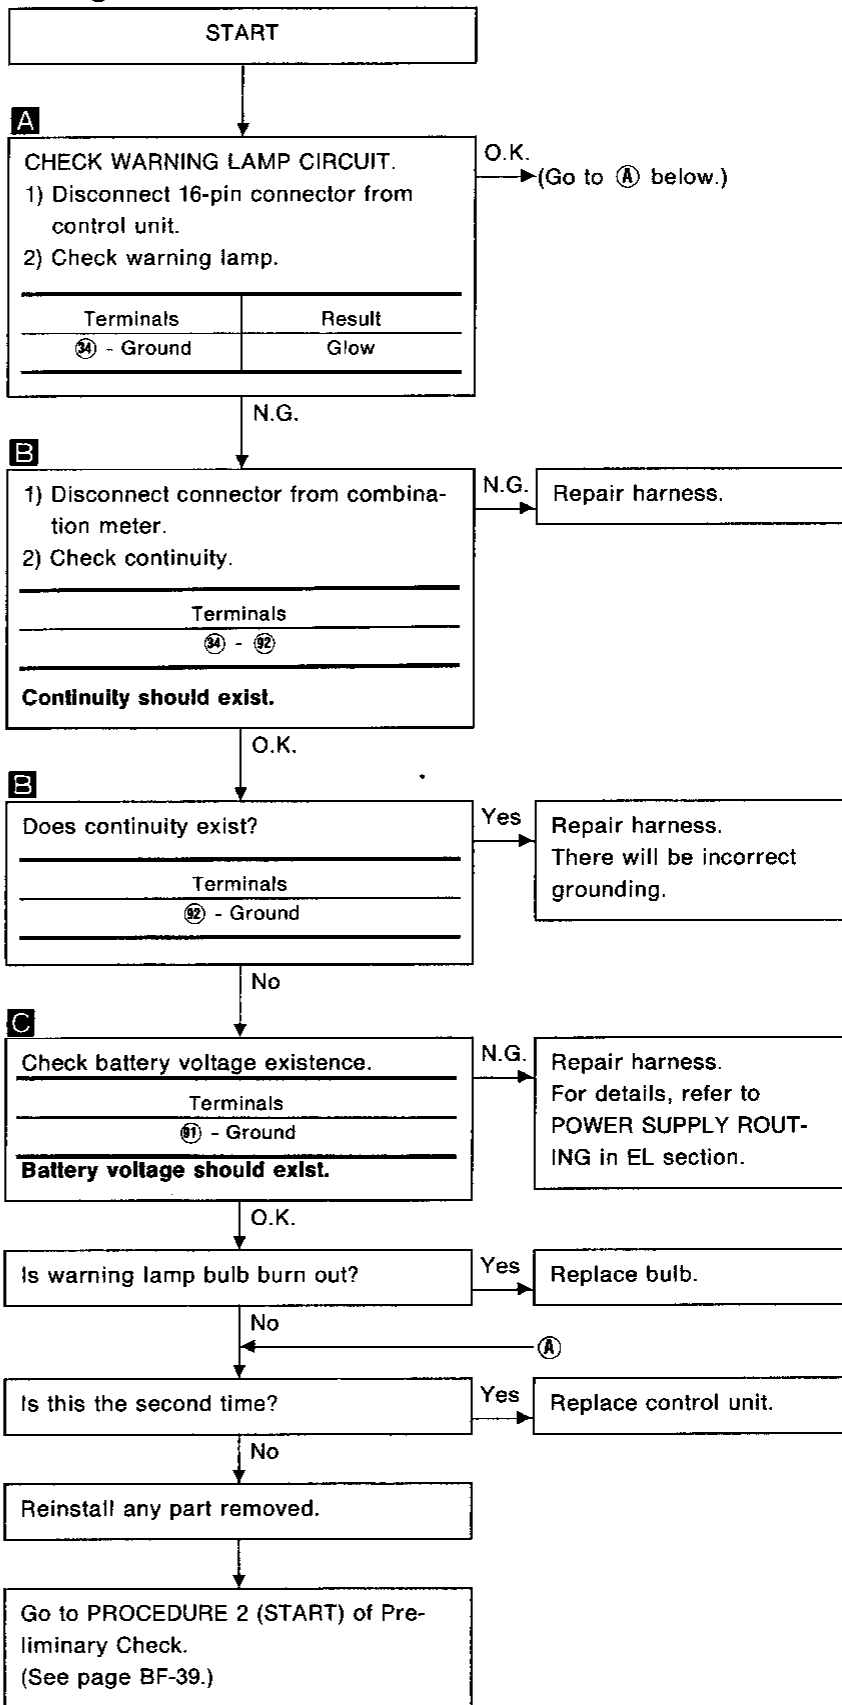 START
A
CHECK WARNING LAMP CIRCUIT.
1) Disconnect 16-pin connector from
control unit.
2) Check warning lamp.
Terminals Result
㉞ - Ground Glow
O.K.
(Go to Ⓐ below.)
N.G.
B
1) Disconnect connector from combina-
tion meter.
2) Check continuity.
Terminals
㉞ - (92)
Continuity should exist.
N.G.
Repair harness.
O.K.
B
Does continuity exist?
Terminals
(92) - Ground
Yes
Repair harness.
There will be incorrect
grounding.
No
C
Check battery voltage existence.
Terminals
(91) - Ground
Battery voltage should exist.
N.G.
Repair harness.
For details, refer to
POWER SUPPLY ROUT-
ING in EL section.
O.K.
Is warning lamp bulb burn out?
Yes
Replace bulb.
No
Ⓐ
Is this the second time?
Yes
Replace control unit.
No
Reinstall any part removed.
Go to PROCEDURE 2 (START) of Pre-
liminary Check.
(See page BF-39.)